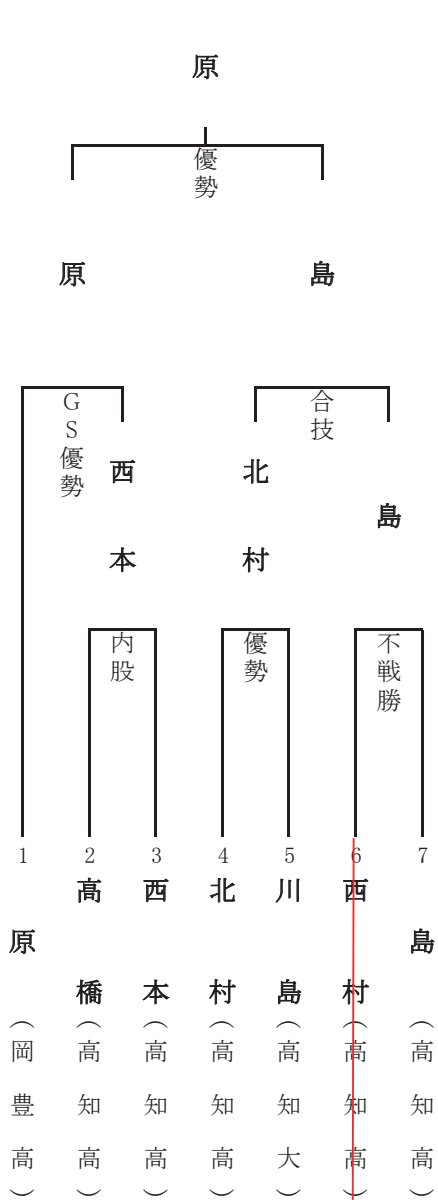 原
優勢
原
島
GS優勢
合技
西本
北村
島
内股
優勢
不戦勝
1
2
3
4
5
6
7
原（岡豊高）
高橋（高知高）
西本（高知高）
北村（高知高）
川島（高知大）
西村（高知高）
島（高知高）